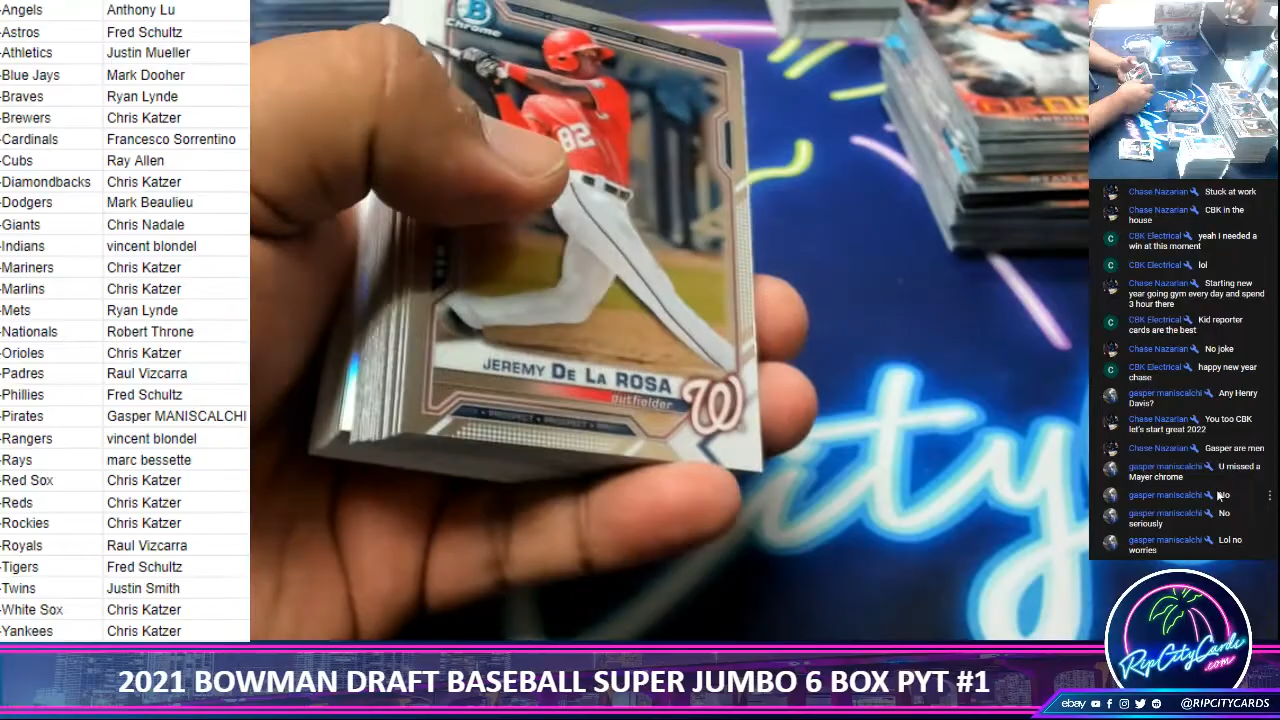 -Angels Anthony Lu
-Astros Fred Schultz
-Athletics Justin Mueller
-Blue Jays Mark Dooher
-Braves Ryan Lynde
-Brewers Chris Katzer
-Cardinals Francesco Sorrentino
-Cubs Ray Allen
-Diamondbacks Chris Katzer
-Dodgers Mark Beaulieu
-Giants Chris Nadale
-Indians vincent blondel
-Mariners Chris Katzer
-Marlins Chris Katzer
-Mets Ryan Lynde
-Nationals Robert Throne
-Orioles Chris Katzer
-Padres Raul Vizcarra
-Phillies Fred Schultz
-Pirates Gasper MANISCALCHI
-Rangers vincent blondel
-Rays marc bessette
-Red Sox Chris Katzer
-Reds Chris Katzer
-Rockies Chris Katzer
-Royals Raul Vizcarra
-Tigers Fred Schultz
-Twins Justin Smith
-White Sox Chris Katzer
-Yankees Chris Katzer
B
Chrome
82
JEREMY DE LA ROSA
outfielder
W
PROSPECT PROSPECT
ity
Chase Nazarian Stuck at work
Chase Nazarian CBK in the
house
CBK Electrical yeah I needed a
win at this moment
CBK Electrical lol
Chase Nazarian Starting new
year going gym every day and spend
3 hour there
CBK Electrical Kid reporter
cards are the best
Chase Nazarian No joke
CBK Electrical happy new year
chase
gasper maniscalchi Any Henry
Davis?
Chase Nazarian You too CBK
let's start great 2022
Chase Nazarian Gasper are men
gasper maniscalchi U missed a
Mayer chrome
gasper maniscalchi No
gasper maniscalchi No
seriously
gasper maniscalchi Lol no
worries
RipCityCards
.com
2021 BOWMAN DRAFT BASEBALL SUPER JUMBO 6 BOX PYT #1
ebay @RIPCITYCARDS